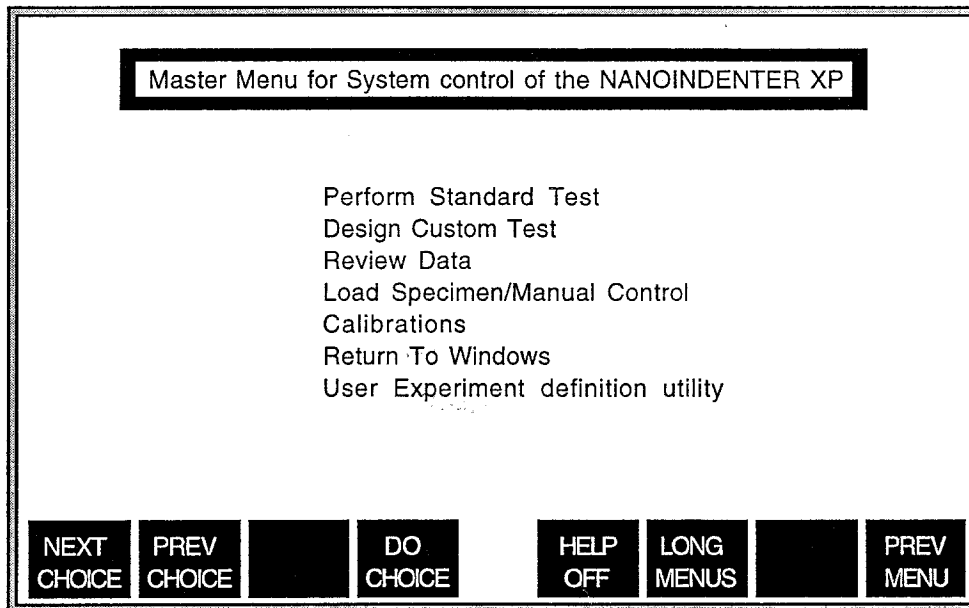 Master Menu for System control of the NANOINDENTER XP
Perform Standard Test
Design Custom Test
Review Data
Load Specimen/Manual Control
Calibrations
Return To Windows
User Experiment definition utility
NEXT CHOICE
PREV CHOICE
DO CHOICE
HELP OFF
LONG MENUS
PREV MENU